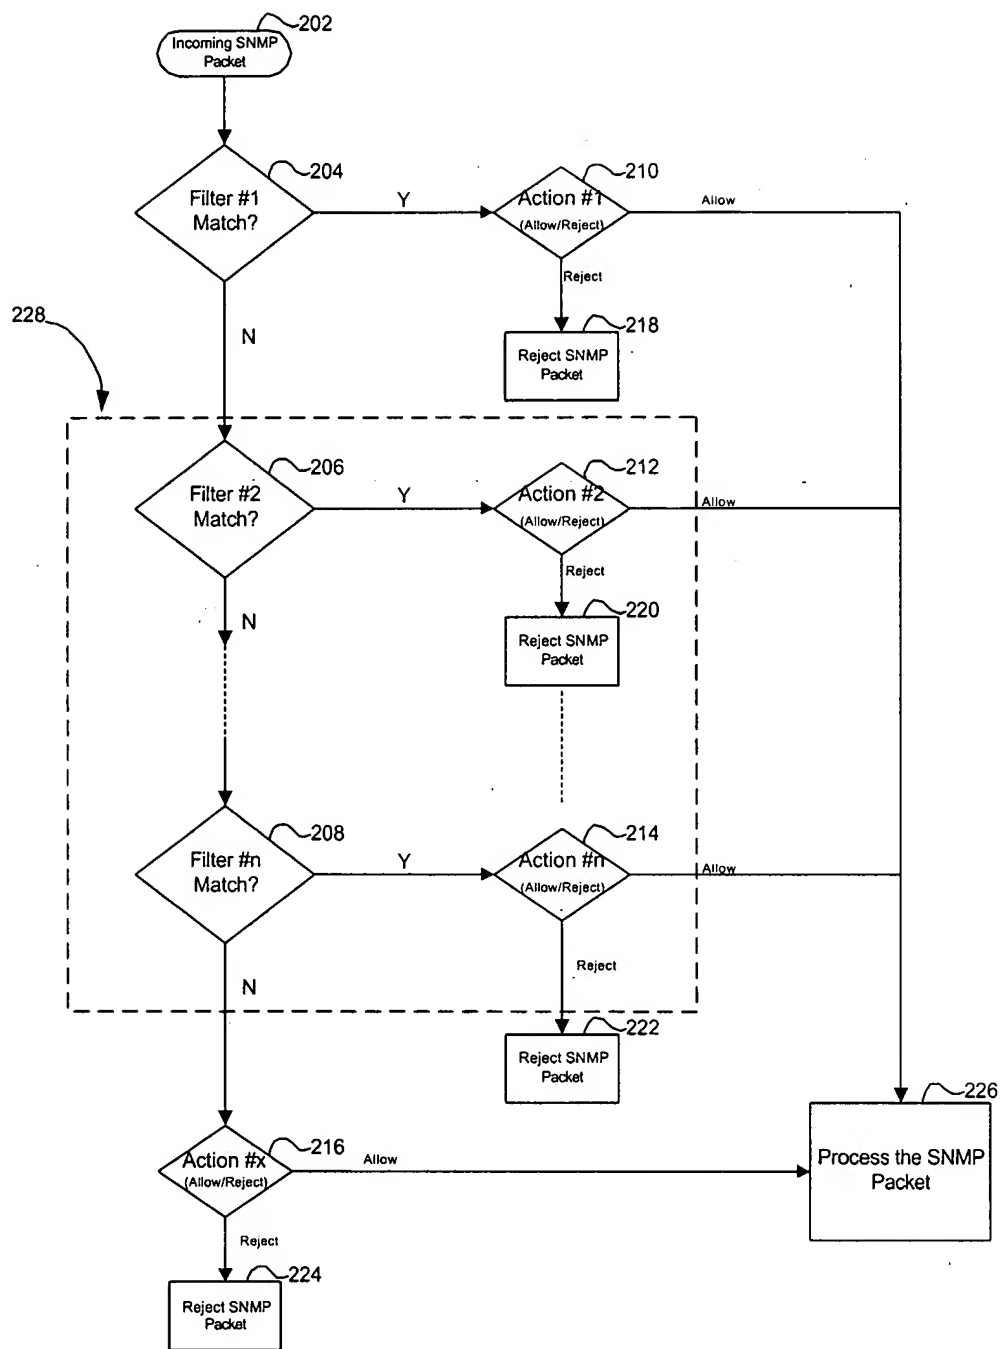 202
Incoming SNMP
Packet
204
210
Filter #1
Match?
Y
Action #1
(Allow/Reject)
Allow
Reject
228
N
218
Reject SNMP
Packet
206
212
Filter #2
Match?
Y
Action #2
(Allow/Reject)
Allow
Reject
N
220
Reject SNMP
Packet
208
214
Filter #n
Match?
Y
Action #n
(Allow/Reject)
Allow
Reject
N
222
Reject SNMP
Packet
226
216
Action #x
(Allow/Reject)
Allow
Process the SNMP
Packet
Reject
224
Reject SNMP
Packet